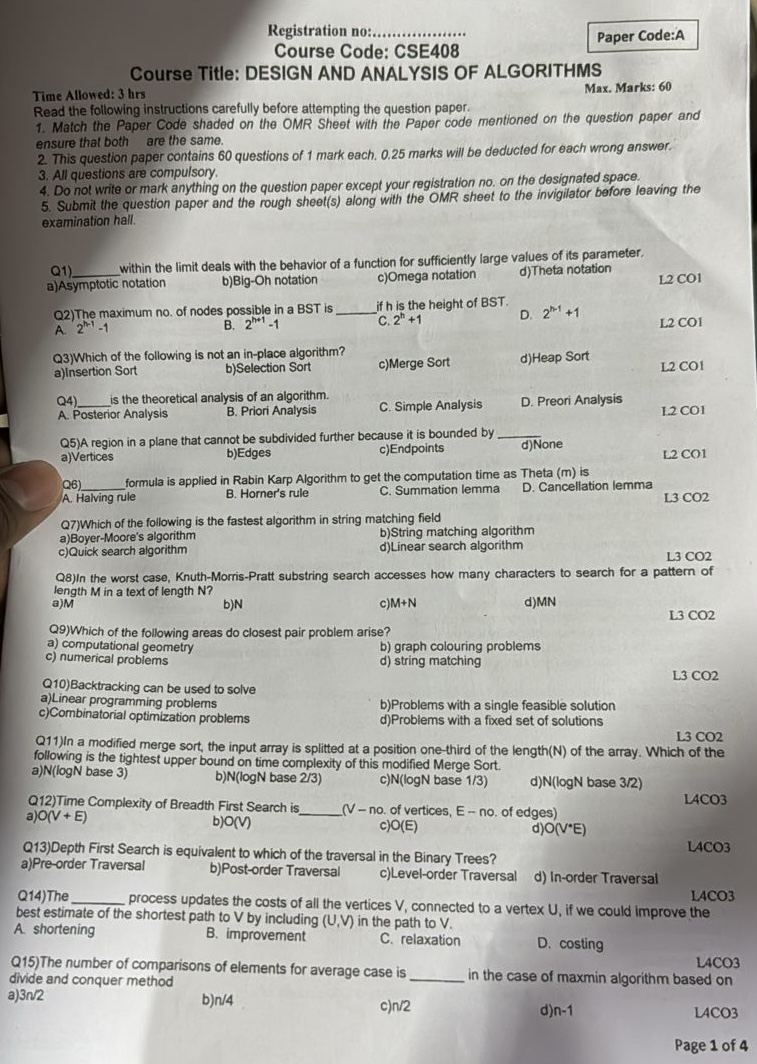 Registration no:....................
Paper Code:A
Course Code: CSE408
Course Title: DESIGN AND ANALYSIS OF ALGORITHMS
Time Allowed: 3 hrs Max. Marks: 60
Read the following instructions carefully before attempting the question paper.
1. Match the Paper Code shaded on the OMR Sheet with the Paper code mentioned on the question paper and
ensure that both are the same.
2. This question paper contains 60 questions of 1 mark each. 0.25 marks will be deducted for each wrong answer.
3. All questions are compulsory.
4. Do not write or mark anything on the question paper except your registration no. on the designated space.
5. Submit the question paper and the rough sheet(s) along with the OMR sheet to the invigilator before leaving the
examination hall.
Q1)______within the limit deals with the behavior of a function for sufficiently large values of its parameter.
a)Asymptotic notation b)Big-Oh notation c)Omega notation d)Theta notation
L2 CO1
Q2)The maximum no. of nodes possible in a BST is _____if h is the height of BST.
A. 2ʰ⁻¹ -1 B. 2ʰ⁺¹ -1 C. 2ʰ +1 D. 2ʰ⁻¹ +1
L2 CO1
Q3)Which of the following is not an in-place algorithm?
a)Insertion Sort b)Selection Sort c)Merge Sort d)Heap Sort
L2 CO1
Q4)_____is the theoretical analysis of an algorithm.
A. Posterior Analysis B. Priori Analysis C. Simple Analysis D. Preori Analysis
L2 CO1
Q5)A region in a plane that cannot be subdivided further because it is bounded by ______
a)Vertices b)Edges c)Endpoints d)None
L2 CO1
Q6)______formula is applied in Rabin Karp Algorithm to get the computation time as Theta (m) is
A. Halving rule B. Horner's rule C. Summation lemma D. Cancellation lemma
L3 CO2
Q7)Which of the following is the fastest algorithm in string matching field
a)Boyer-Moore's algorithm b)String matching algorithm
c)Quick search algorithm d)Linear search algorithm
L3 CO2
Q8)In the worst case, Knuth-Morris-Pratt substring search accesses how many characters to search for a pattern of
length M in a text of length N?
a)M b)N c)M+N d)MN
L3 CO2
Q9)Which of the following areas do closest pair problem arise?
a) computational geometry b) graph colouring problems
c) numerical problems d) string matching
L3 CO2
Q10)Backtracking can be used to solve
a)Linear programming problems b)Problems with a single feasible solution
c)Combinatorial optimization problems d)Problems with a fixed set of solutions
L3 CO2
Q11)In a modified merge sort, the input array is splitted at a position one-third of the length(N) of the array. Which of the
following is the tightest upper bound on time complexity of this modified Merge Sort.
a)N(logN base 3) b)N(logN base 2/3) c)N(logN base 1/3) d)N(logN base 3/2)
L4CO3
Q12)Time Complexity of Breadth First Search is_____(V – no. of vertices, E – no. of edges)
a)O(V + E) b)O(V) c)O(E) d)O(V*E)
L4CO3
Q13)Depth First Search is equivalent to which of the traversal in the Binary Trees?
a)Pre-order Traversal b)Post-order Traversal c)Level-order Traversal d) In-order Traversal
L4CO3
Q14)The ______ process updates the costs of all the vertices V, connected to a vertex U, if we could improve the
best estimate of the shortest path to V by including (U,V) in the path to V.
A. shortening B. improvement C. relaxation D. costing
L4CO3
Q15)The number of comparisons of elements for average case is ______ in the case of maxmin algorithm based on
divide and conquer method
a)3n/2 b)n/4 c)n/2 d)n-1
L4CO3
Page 1 of 4